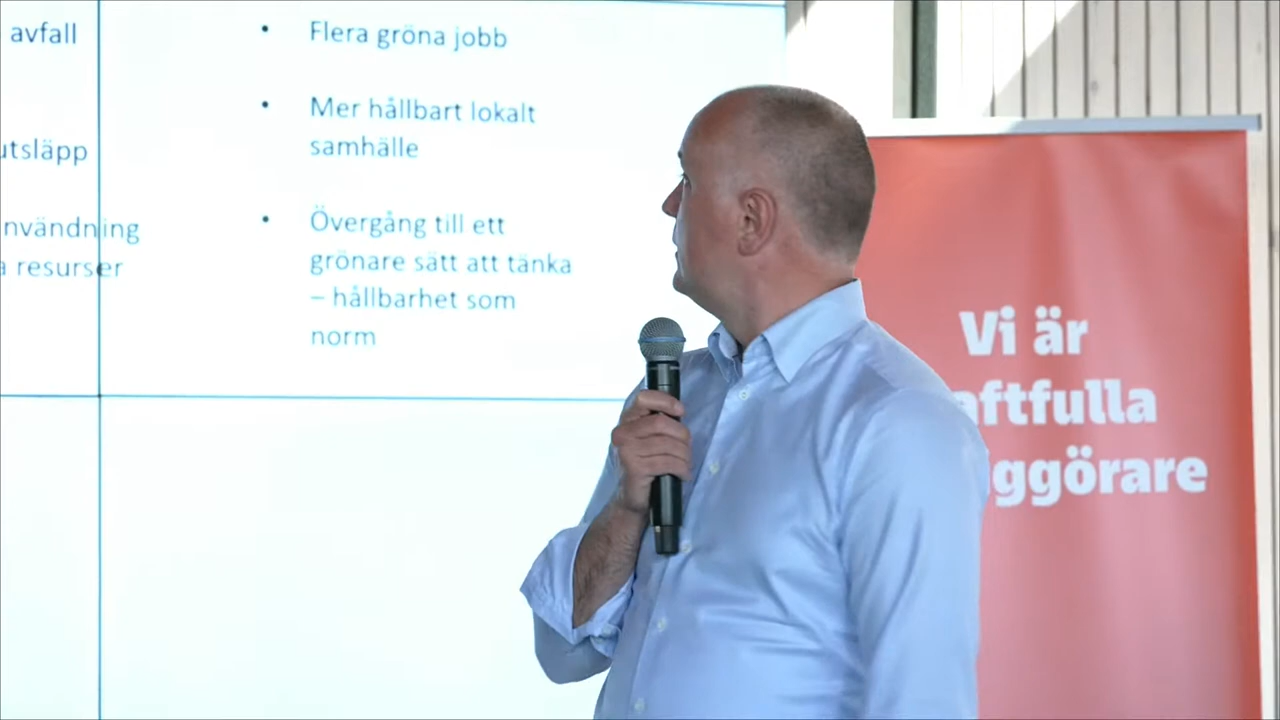 avfall
utsläpp
nvändning
a resurser
• Flera gröna jobb
• Mer hållbart lokalt
samhälle
• Övergång till ett
grönare sätt att tänka
– hållbarhet som
norm
Vi är
aftfulla
ggörare